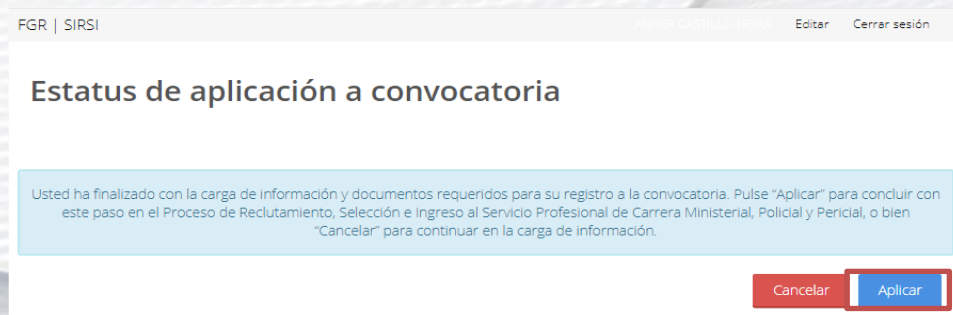 FGR | SIRSI
Editar Cerrar sesión
Estatus de aplicación a convocatoria
Usted ha finalizado con la carga de información y documentos requeridos para su registro a la convocatoria. Pulse “Aplicar” para concluir con
este paso en el Proceso de Reclutamiento, Selección e Ingreso al Servicio Profesional de Carrera Ministerial, Policial y Pericial, o bien
“Cancelar” para continuar en la carga de información.
Cancelar Aplicar